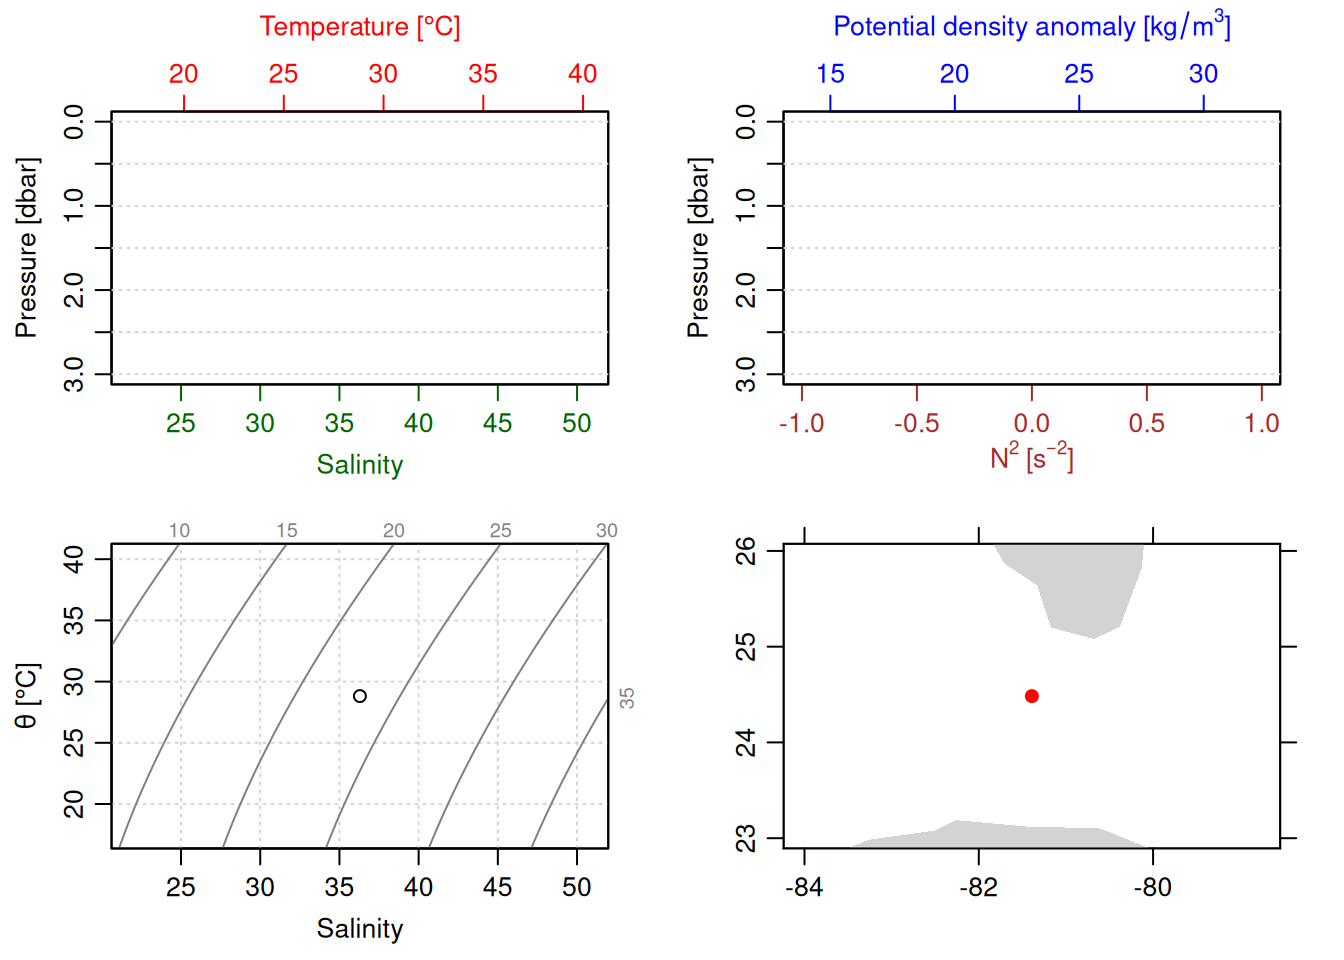 Temperature [°C]
20 25 30 35 40
0.0
1.0
2.0
3.0
Pressure [dbar]
25 30 35 40 45 50
Salinity
Potential density anomaly [kg/m³]
15 20 25 30
0.0
1.0
2.0
3.0
Pressure [dbar]
-1.0 -0.5 0.0 0.5 1.0
N² [s⁻²]
10 15 20 25 30
35
40
35
30
25
20
θ [°C]
25 30 35 40 45 50
Salinity
26
25
24
23
-84 -82 -80